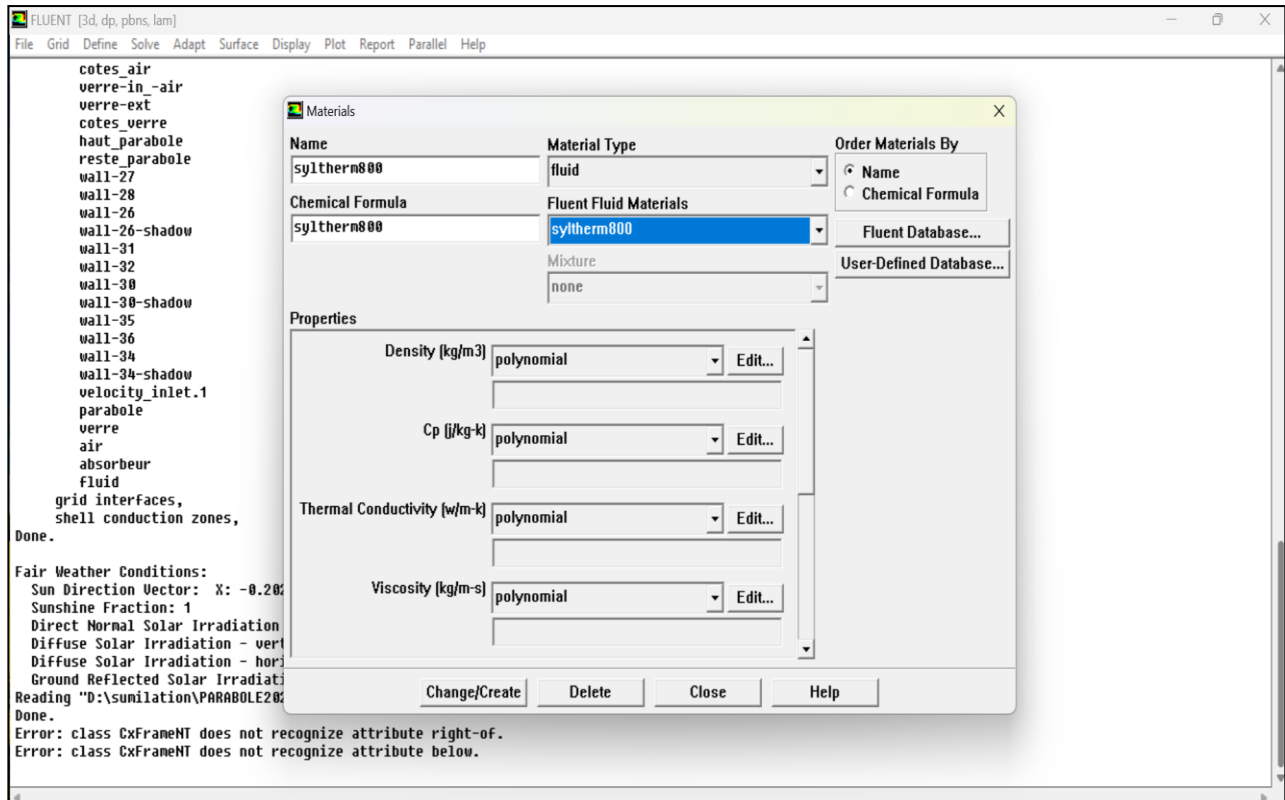 FLUENT [3d, dp, pbns, lam]
File Grid Define Solve Adapt Surface Display Plot Report Parallel Help
cotes_air
verre-in_-air
verre-ext
cotes_verre
haut_parabole
reste_parabole
wall-27
wall-28
wall-26
wall-26-shadow
wall-31
wall-32
wall-30
wall-30-shadow
wall-35
wall-36
wall-34
wall-34-shadow
velocity_inlet.1
parabole
verre
air
absorbeur
fluid
grid interfaces,
shell conduction zones,
Done.
Fair Weather Conditions:
Sun Direction Vector: X: -0.202
Sunshine Fraction: 1
Direct Normal Solar Irradiation
Diffuse Solar Irradiation - vert
Diffuse Solar Irradiation - hori
Ground Reflected Solar Irradiati
Reading "D:\sumilation\PARABOLE202
Done.
Error: class CxFrameNT does not recognize attribute right-of.
Error: class CxFrameNT does not recognize attribute below.
Materials
Name
syltherm800
Chemical Formula
syltherm800
Material Type
fluid
Fluent Fluid Materials
syltherm800
Mixture
none
Order Materials By
Name
Chemical Formula
Fluent Database...
User-Defined Database...
Properties
Density (kg/m3) polynomial Edit...
Cp (j/kg-k) polynomial Edit...
Thermal Conductivity (w/m-k) polynomial Edit...
Viscosity (kg/m-s) polynomial Edit...
Change/Create Delete Close Help